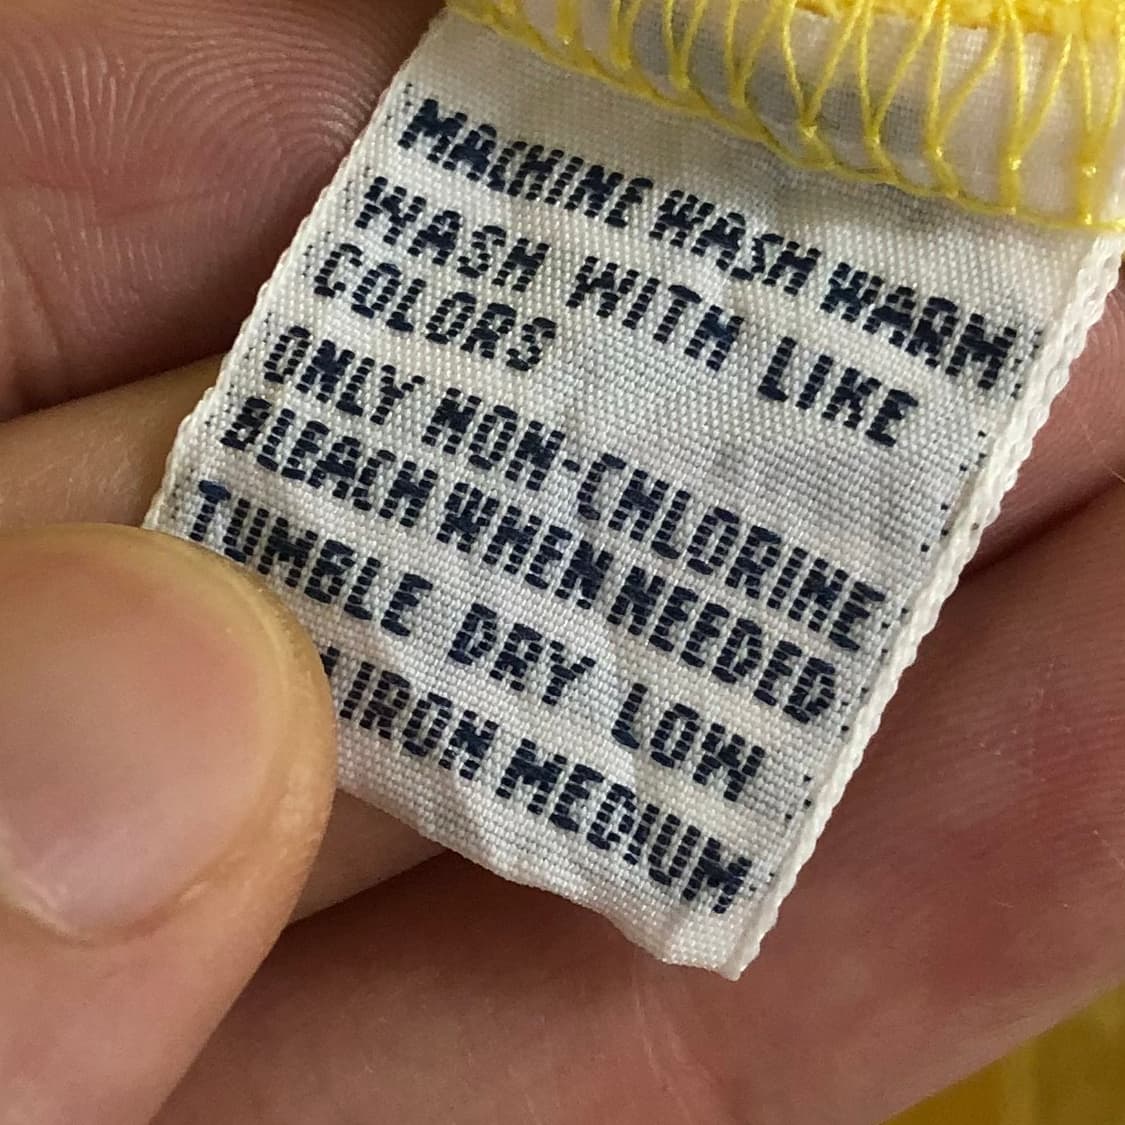 MACHINE WASH WARM
WASH WITH LIKE
COLORS
ONLY NON-CHLORINE
BLEACH WHEN NEEDED
TUMBLE DRY LOW
IRON MEDIUM